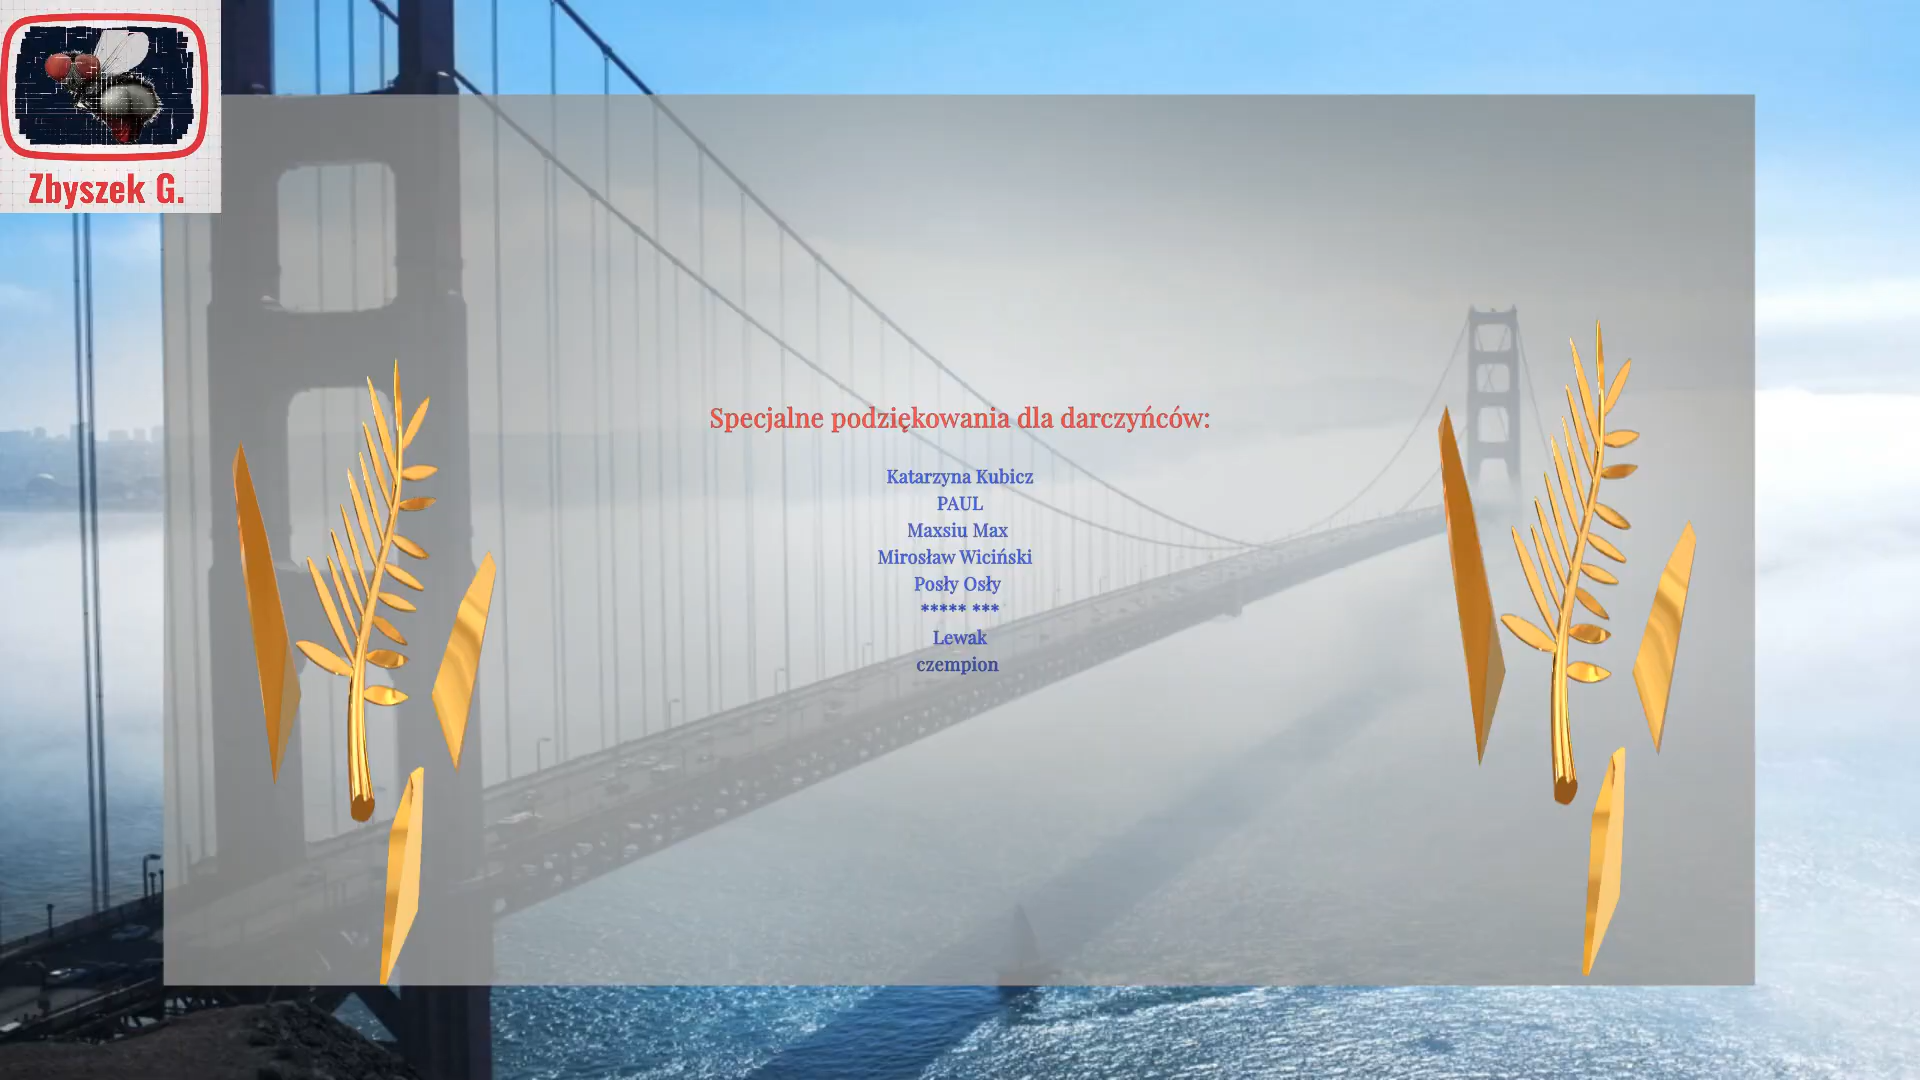 Zbyszek G.
Specjalne podziękowania dla darczyńców:
Katarzyna Kubicz
PAUL
Maxsiu Max
Mirosław Wiciński
Posły Osły
***** ***
Lewak
czempion